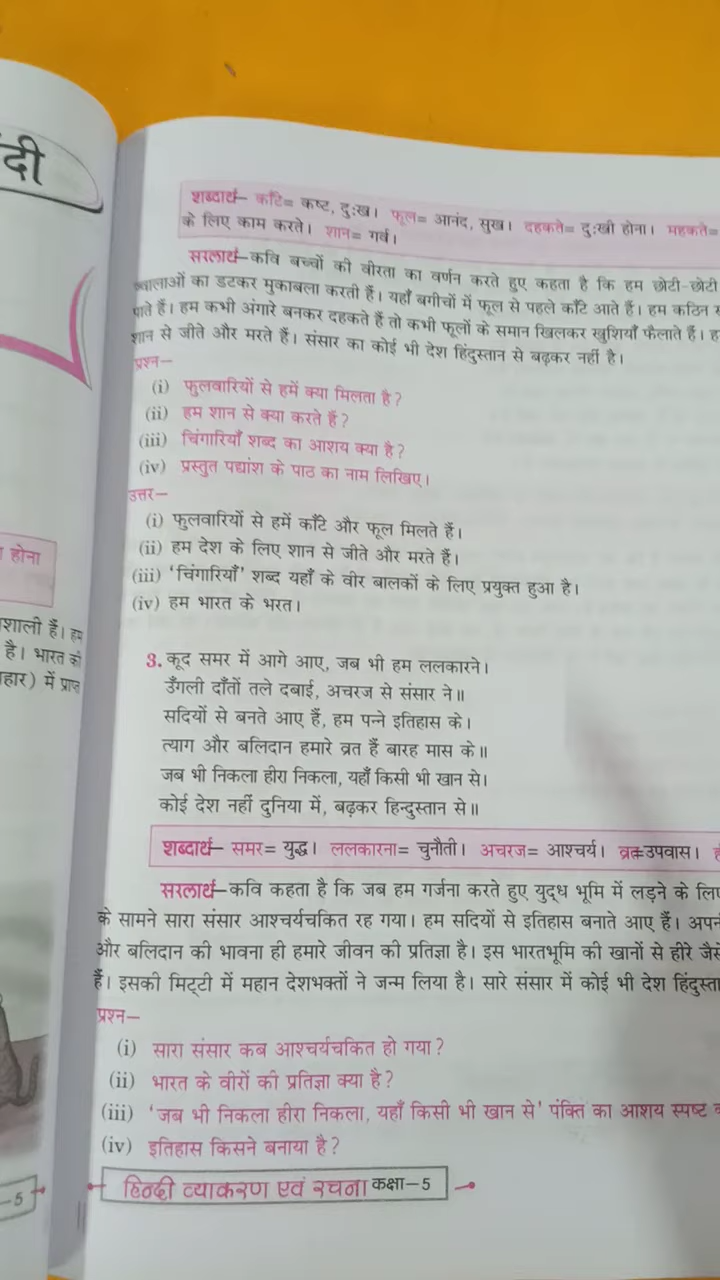 दी
होना
शाली हैं। हम
है। भारत की
हार) में प्राप्त
-5
शब्दार्थ– काँटे= कष्ट, दुःख। फूल= आनंद, सुख। दहकते= दुःखी होना। महकते=
के लिए काम करते। शान= गर्व।
सरलार्थ–कवि बच्चों की वीरता का वर्णन करते हुए कहता है कि हम छोटी-छोटी
ज्वालाओं का डटकर मुकाबला करती हैं। यहाँ बगीचों में फूल से पहले काँटे आते हैं। हम कठिन
पाते हैं। हम कभी अंगारे बनकर दहकते हैं तो कभी फूलों के समान खिलकर खुशियाँ फैलाते हैं।
शान से जीते और मरते हैं। संसार का कोई भी देश हिंदुस्तान से बढ़कर नहीं है।
प्रश्न–
(i) फुलवारियों से हमें क्या मिलता है?
(ii) हम शान से क्या करते हैं?
(iii) चिंगारियाँ शब्द का आशय क्या है?
(iv) प्रस्तुत पद्यांश के पाठ का नाम लिखिए।
उत्तर–
(i) फुलवारियों से हमें काँटे और फूल मिलते हैं।
(ii) हम देश के लिए शान से जीते और मरते हैं।
(iii) ‘चिंगारियाँ’ शब्द यहाँ के वीर बालकों के लिए प्रयुक्त हुआ है।
(iv) हम भारत के भरत।
3. कूद समर में आगे आए, जब भी हम ललकारने।
उँगली दाँतों तले दबाई, अचरज से संसार ने॥
सदियों से बनते आए हैं, हम पन्ने इतिहास के।
त्याग और बलिदान हमारे व्रत हैं बारह मास के॥
जब भी निकला हीरा निकला, यहाँ किसी भी खान से।
कोई देश नहीं दुनिया में, बढ़कर हिन्दुस्तान से॥
शब्दार्थ– समर= युद्ध। ललकारना= चुनौती। अचरज= आश्चर्य। व्रत=उपवास।
सरलार्थ–कवि कहता है कि जब हम गर्जना करते हुए युद्ध भूमि में लड़ने के लिए
के सामने सारा संसार आश्चर्यचकित रह गया। हम सदियों से इतिहास बनाते आए हैं। अपनी
और बलिदान की भावना ही हमारे जीवन की प्रतिज्ञा है। इस भारतभूमि की खानों से हीरे जैसे
हैं। इसकी मिट्टी में महान देशभक्तों ने जन्म लिया है। सारे संसार में कोई भी देश हिंदुस्ता
प्रश्न–
(i) सारा संसार कब आश्चर्यचकित हो गया?
(ii) भारत के वीरों की प्रतिज्ञा क्या है?
(iii) ‘जब भी निकला हीरा निकला, यहाँ किसी भी खान से’ पंक्ति का आशय स्पष्ट
(iv) इतिहास किसने बनाया है?
हिन्दी व्याकरण एवं रचना कक्षा–5